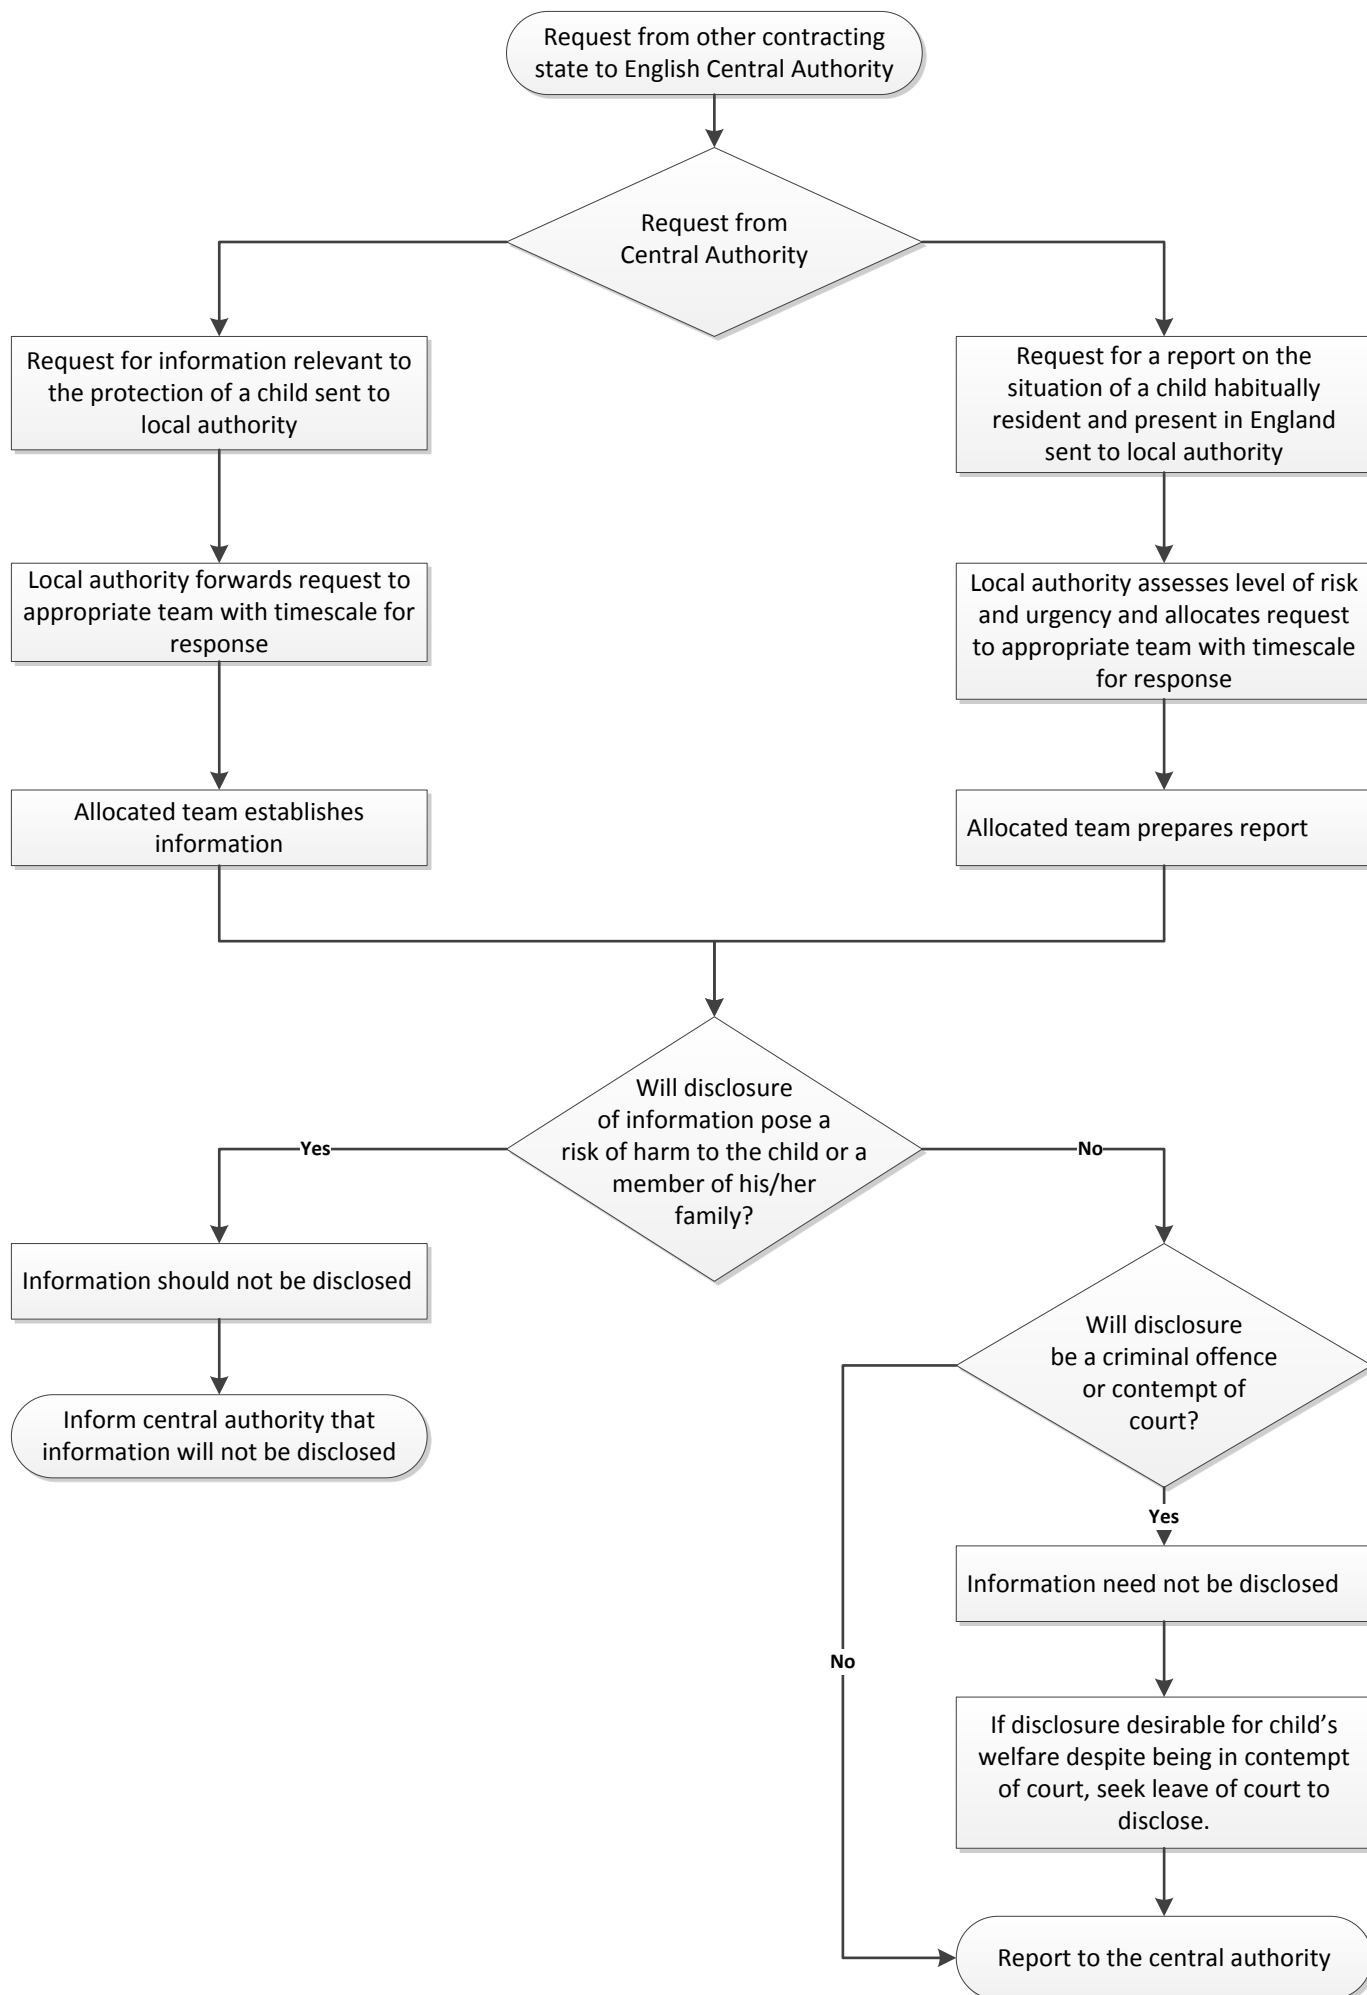 Request from other contracting
state to English Central Authority
Request from
Central Authority
Request for information relevant to
the protection of a child sent to
local authority
Request for a report on the
situation of a child habitually
resident and present in England
sent to local authority
Local authority forwards request to
appropriate team with timescale for
response
Local authority assesses level of risk
and urgency and allocates request
to appropriate team with timescale
for response
Allocated team establishes
information
Allocated team prepares report
Will disclosure
of information pose a
risk of harm to the child or a
member of his/her
family?
Yes
No
Information should not be disclosed
Inform central authority that
information will not be disclosed
Will disclosure
be a criminal offence
or contempt of
court?
Yes
No
Information need not be disclosed
If disclosure desirable for child’s
welfare despite being in contempt
of court, seek leave of court to
disclose.
Report to the central authority